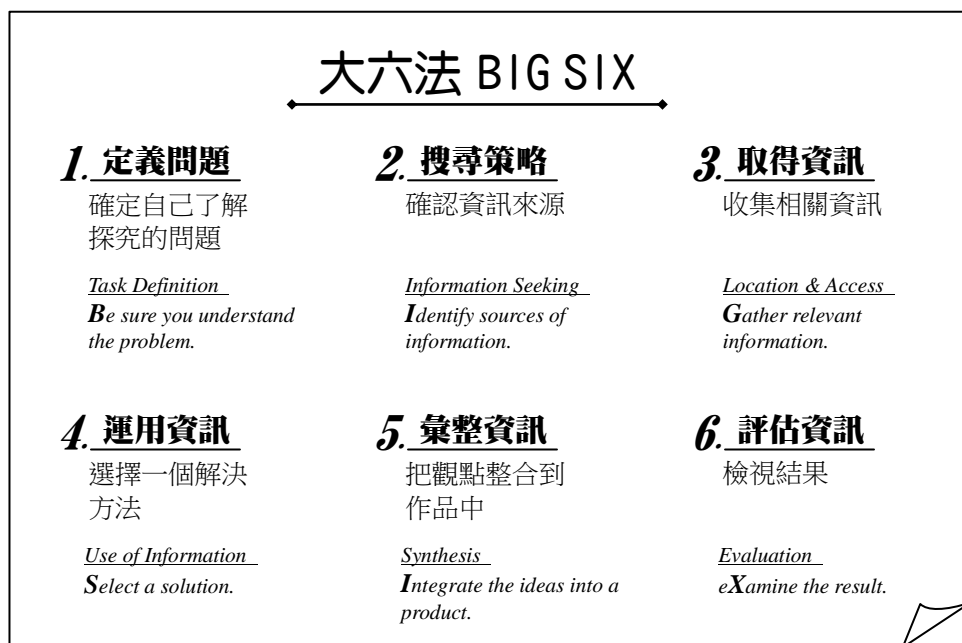 大六法 BIG SIX
1. 定義問題
確定自己了解
探究的問題
Task Definition
Be sure you understand
the problem.
2. 搜尋策略
確認資訊來源
Information Seeking
Identify sources of
information.
3. 取得資訊
收集相關資訊
Location & Access
Gather relevant
information.
4. 運用資訊
選擇一個解決
方法
Use of Information
Select a solution.
5. 彙整資訊
把觀點整合到
作品中
Synthesis
Integrate the ideas into a
product.
6. 評估資訊
檢視結果
Evaluation
eXamine the result.